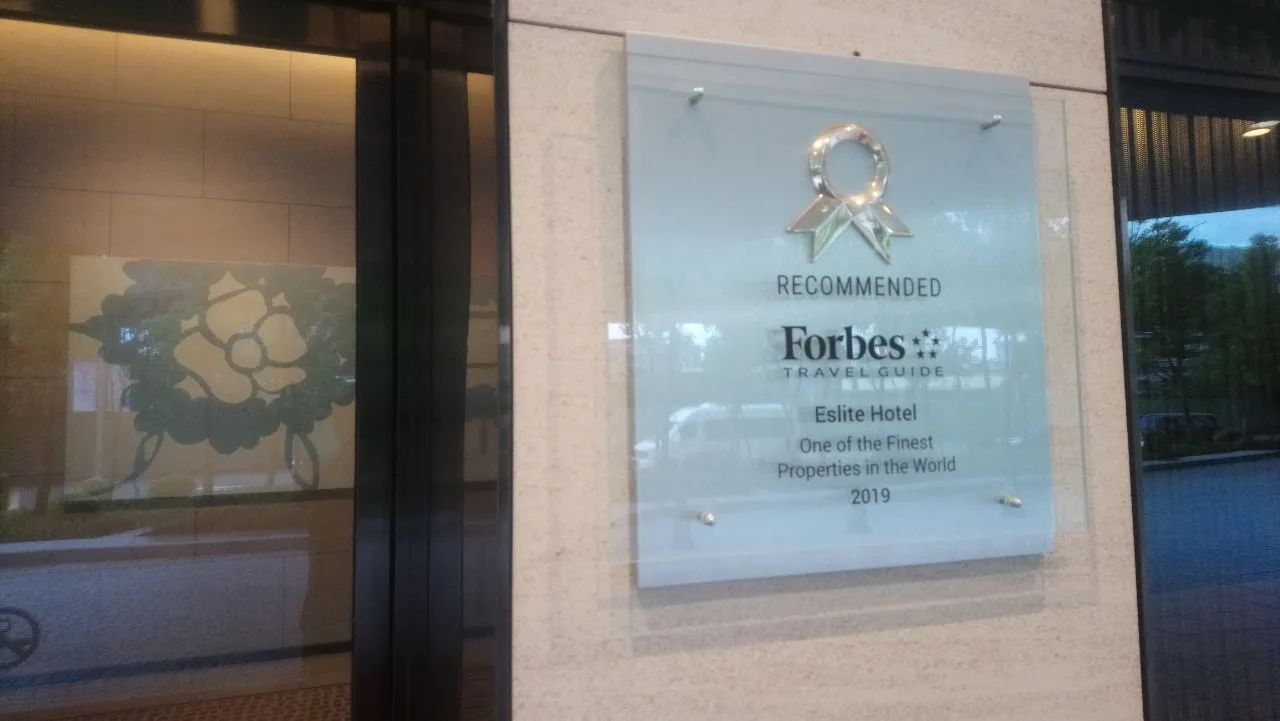 RECOMMENDED
Forbes
TRAVEL GUIDE
Eslite Hotel
One of the Finest
Properties in the World
2019